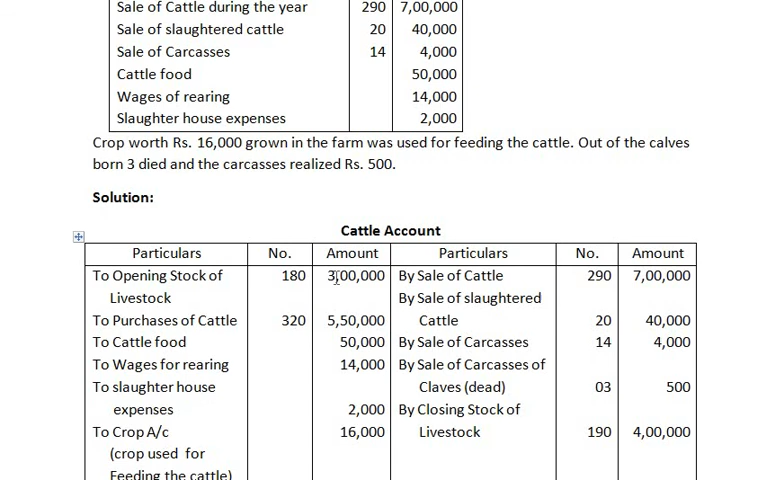 Sale of Cattle during the year 290 7,00,000
Sale of slaughtered cattle 20 40,000
Sale of Carcasses 14 4,000
Cattle food 50,000
Wages of rearing 14,000
Slaughter house expenses 2,000
Crop worth Rs. 16,000 grown in the farm was used for feeding the cattle. Out of the calves
born 3 died and the carcasses realized Rs. 500.
Solution:
Cattle Account
Particulars No. Amount Particulars No. Amount
To Opening Stock of 180 3,00,000 By Sale of Cattle 290 7,00,000
Livestock By Sale of slaughtered
To Purchases of Cattle 320 5,50,000 Cattle 20 40,000
To Cattle food 50,000 By Sale of Carcasses 14 4,000
To Wages for rearing 14,000 By Sale of Carcasses of
To slaughter house Claves (dead) 03 500
expenses 2,000 By Closing Stock of
To Crop A/c 16,000 Livestock 190 4,00,000
(crop used for
Feeding the cattle)